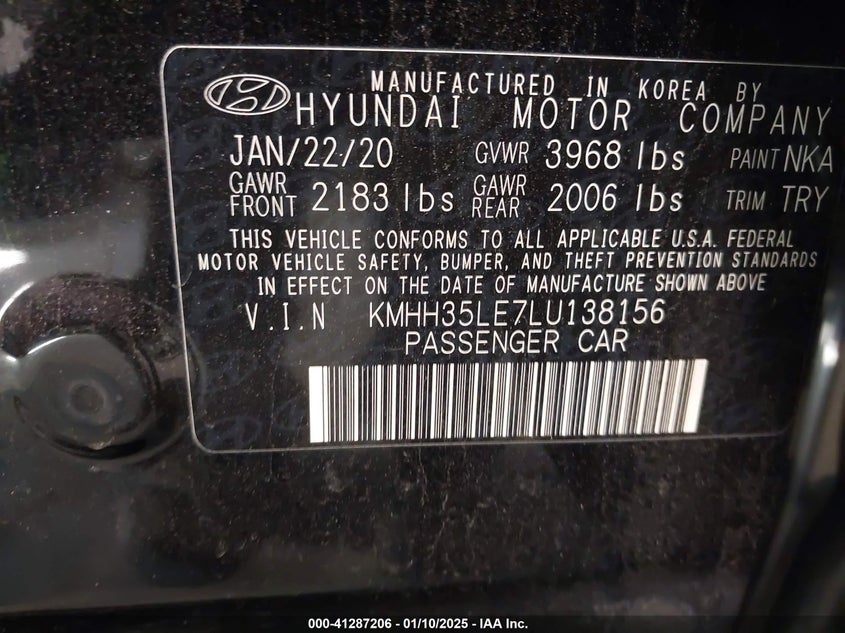 MANUFACTURED IN KOREA BY
HYUNDAI MOTOR COMPANY
JAN/22/20 GVWR 3968 lbs PAINT NKA
GAWR FRONT 2183 lbs GAWR REAR 2006 lbs TRIM TRY
THIS VEHICLE CONFORMS TO ALL APPLICABLE U.S.A. FEDERAL
MOTOR VEHICLE SAFETY, BUMPER, AND THEFT PREVENTION STANDARDS
IN EFFECT ON THE DATE OF MANUFACTURE SHOWN ABOVE
V.I.N KMHH35LE7LU138156
PASSENGER CAR
000-41287206 - 01/10/2025 - IAA Inc.